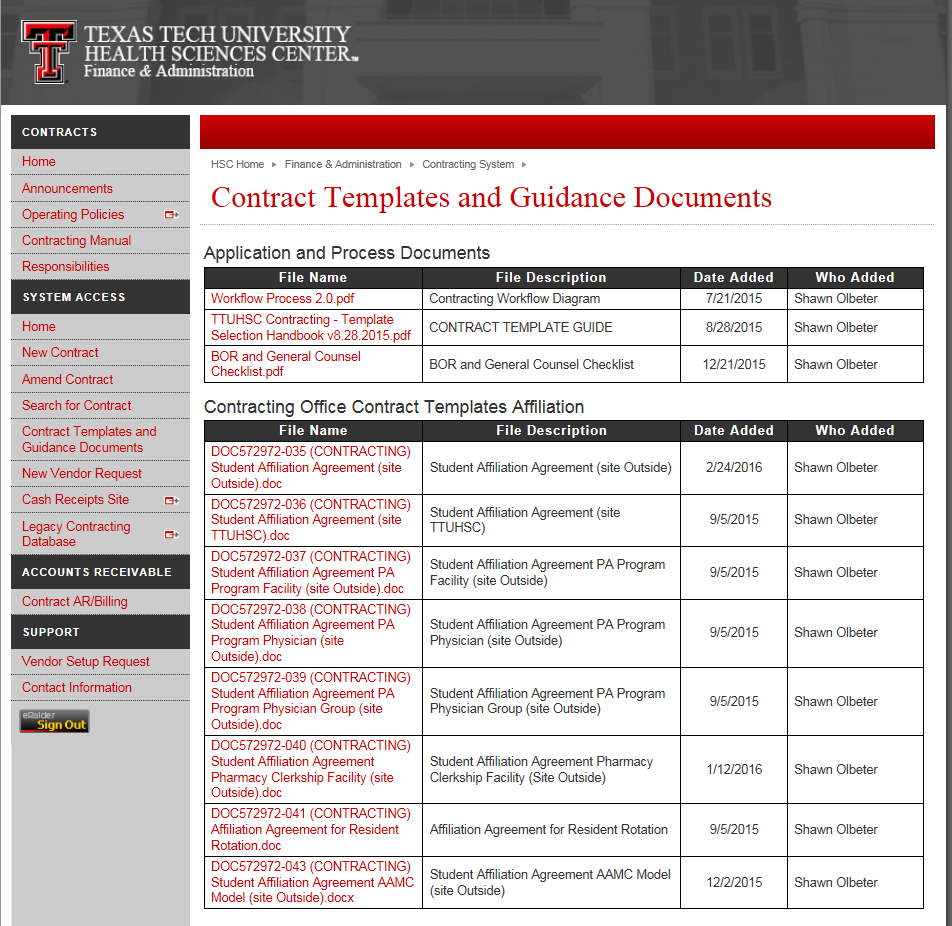 TEXAS TECH UNIVERSITY
HEALTH SCIENCES CENTER™
Finance & Administration
CONTRACTS
Home
Announcements
Operating Policies
Contracting Manual
Responsibilities
SYSTEM ACCESS
Home
New Contract
Amend Contract
Search for Contract
Contract Templates and
Guidance Documents
New Vendor Request
Cash Receipts Site
Legacy Contracting
Database
ACCOUNTS RECEIVABLE
Contract AR/Billing
SUPPORT
Vendor Setup Request
Contact Information
eRaider
Sign Out
HSC Home Finance & Administration Contracting System
Contract Templates and Guidance Documents
Application and Process Documents
File Name File Description Date Added Who Added
Workflow Process 2.0.pdf Contracting Workflow Diagram 7/21/2015 Shawn Olbeter
TTUHSC Contracting - Template
Selection Handbook v8.28.2015.pdf CONTRACT TEMPLATE GUIDE 8/28/2015 Shawn Olbeter
BOR and General Counsel
Checklist.pdf BOR and General Counsel Checklist 12/21/2015 Shawn Olbeter
Contracting Office Contract Templates Affiliation
File Name File Description Date Added Who Added
DOC572972-035 (CONTRACTING)
Student Affiliation Agreement (site
Outside).doc
Student Affiliation Agreement (site Outside) 2/24/2016 Shawn Olbeter
DOC572972-036 (CONTRACTING)
Student Affiliation Agreement (site
TTUHSC).doc
Student Affiliation Agreement (site
TTUHSC)
9/5/2015 Shawn Olbeter
DOC572972-037 (CONTRACTING)
Student Affiliation Agreement PA
Program Facility (site Outside).doc
Student Affiliation Agreement PA Program
Facility (site Outside)
9/5/2015 Shawn Olbeter
DOC572972-038 (CONTRACTING)
Student Affiliation Agreement PA
Program Physician (site
Outside).doc
Student Affiliation Agreement PA Program
Physician (site Outside)
9/5/2015 Shawn Olbeter
DOC572972-039 (CONTRACTING)
Student Affiliation Agreement PA
Program Physician Group (site
Outside).doc
Student Affiliation Agreement PA Program
Physician Group (site Outside)
9/5/2015 Shawn Olbeter
DOC572972-040 (CONTRACTING)
Student Affiliation Agreement
Pharmacy Clerkship Facility (site
Outside).doc
Student Affiliation Agreement Pharmacy
Clerkship Facility (Site Outside)
1/12/2016 Shawn Olbeter
DOC572972-041 (CONTRACTING)
Affiliation Agreement for Resident
Rotation.doc
Affiliation Agreement for Resident Rotation 9/5/2015 Shawn Olbeter
DOC572972-043 (CONTRACTING)
Student Affiliation Agreement AAMC
Model (site Outside).docx
Student Affiliation Agreement AAMC Model
(site Outside)
12/2/2015 Shawn Olbeter